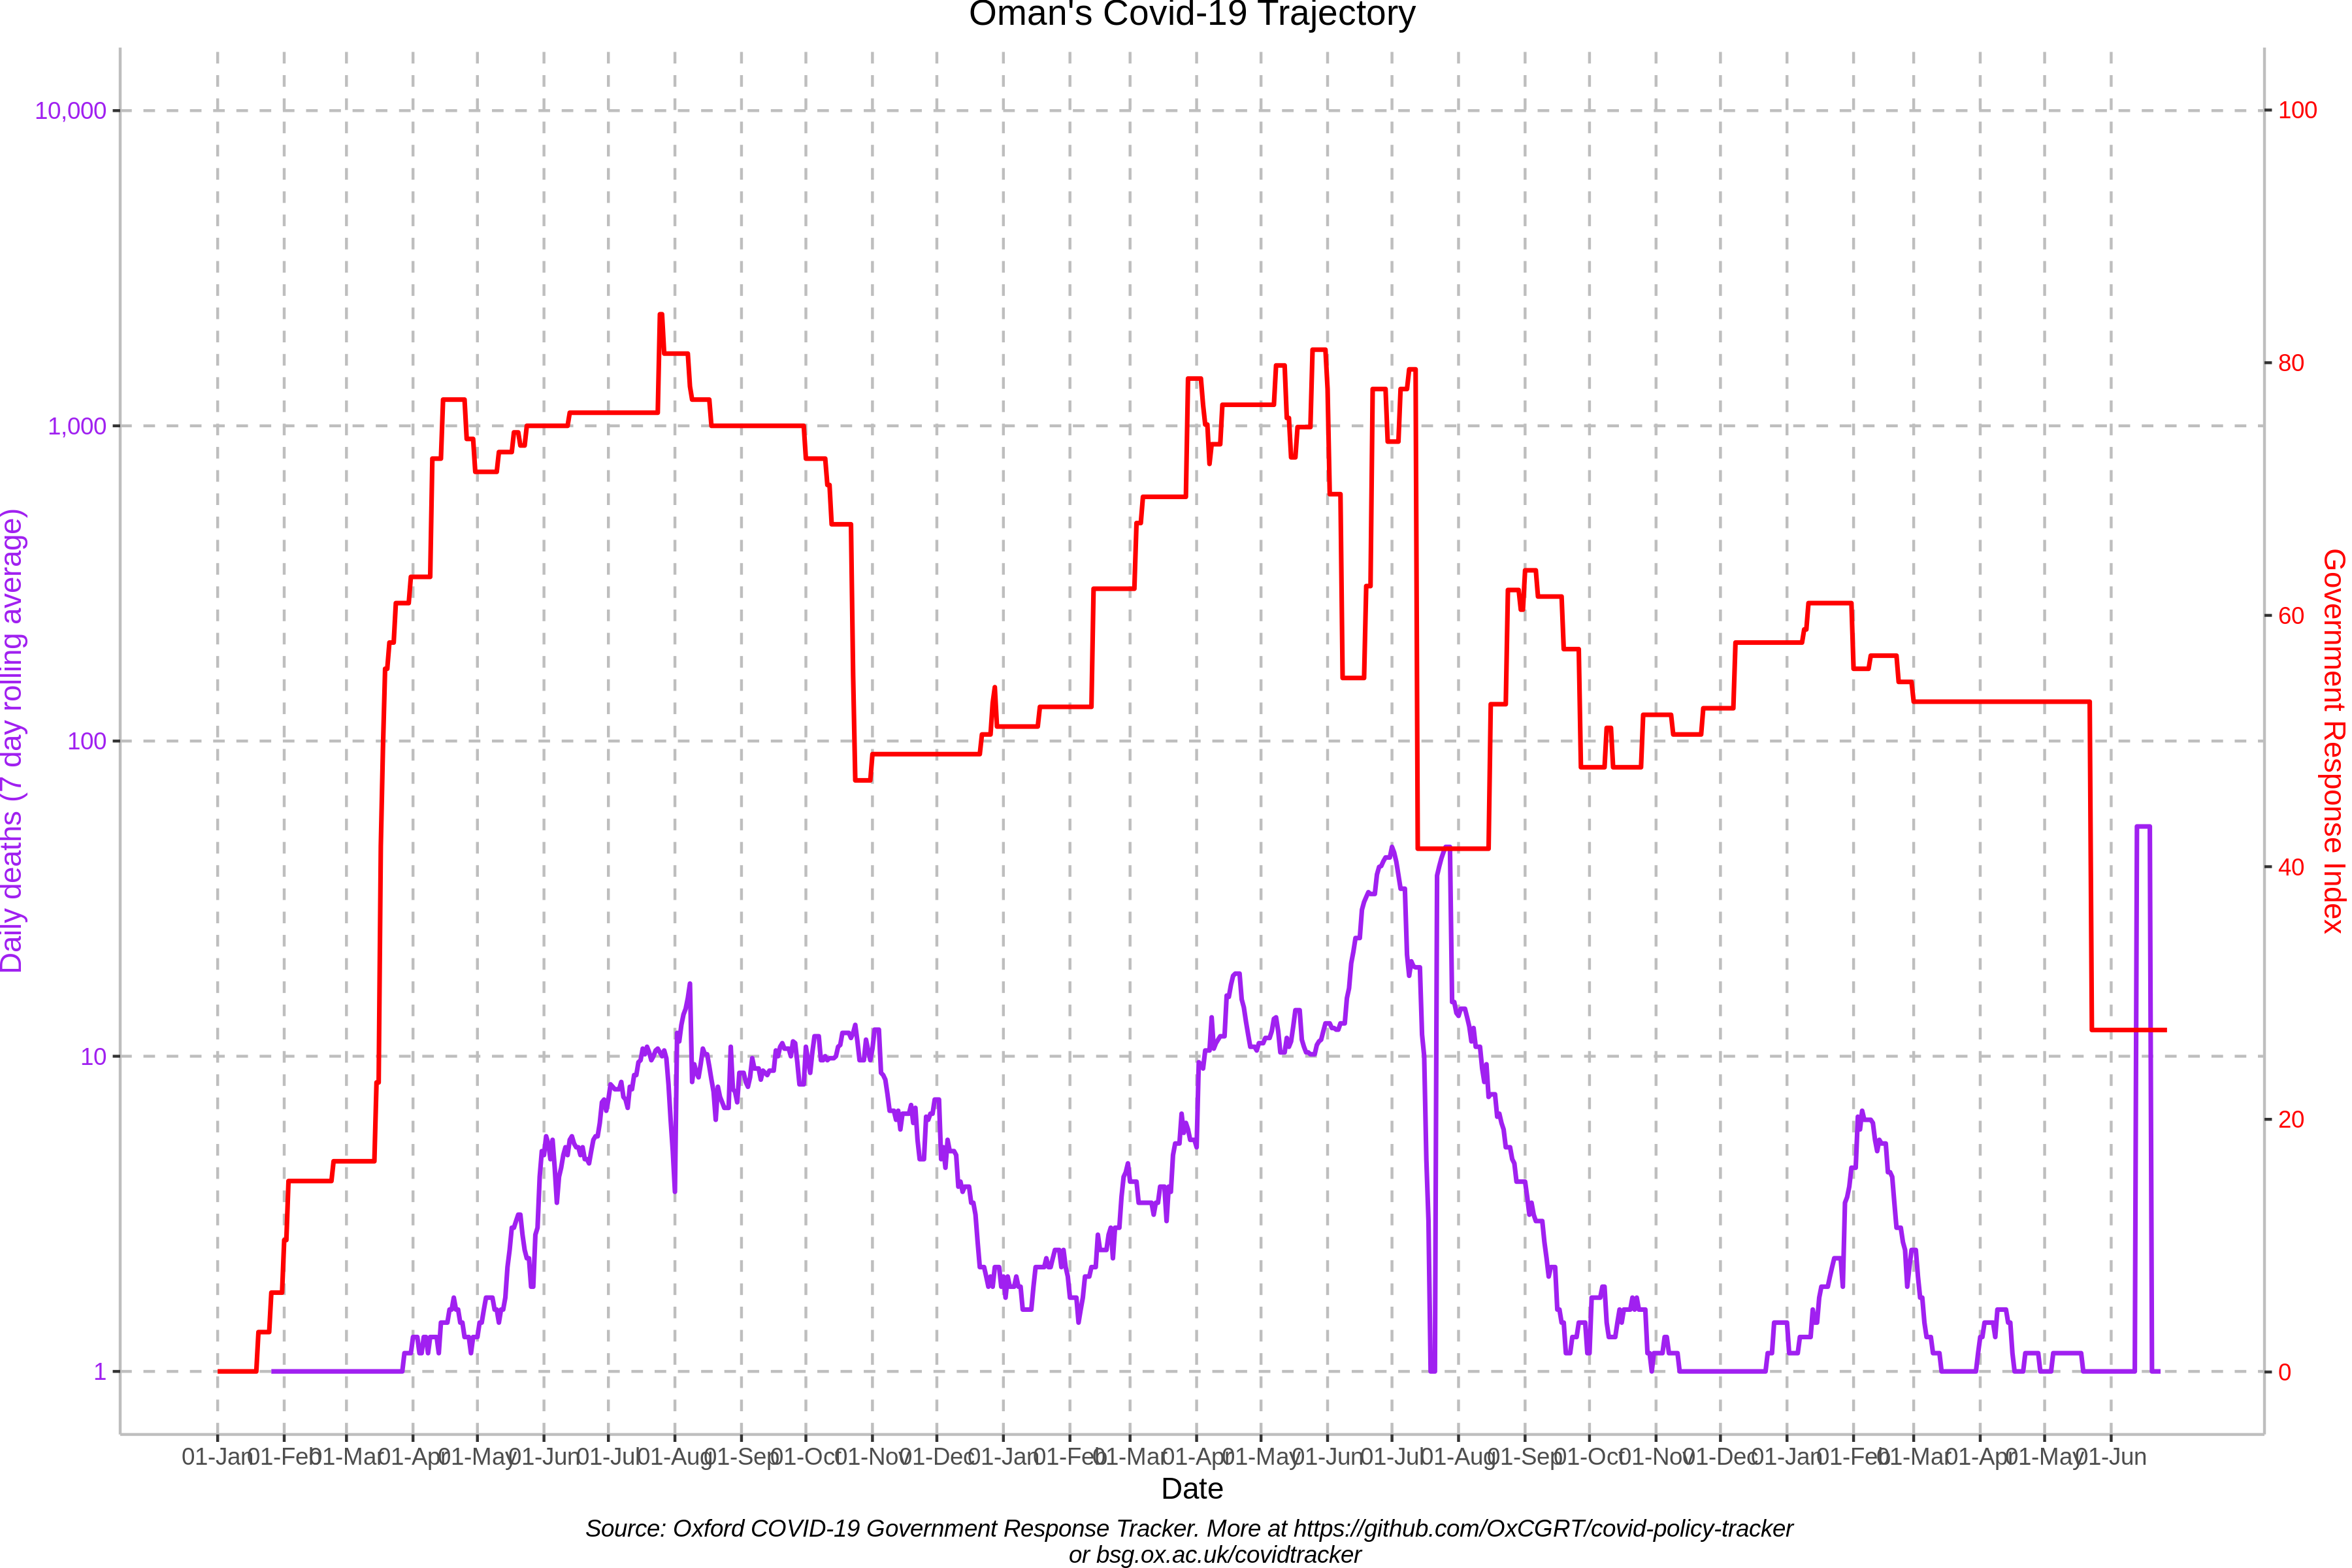 Oman's Covid-19 Trajectory
10,000
1,000
100
10
1
Daily deaths (7 day rolling average)
100
80
60
40
20
0
Government Response Index
01-Jan 01-Feb 01-Mar 01-Apr 01-May 01-Jun 01-Jul 01-Aug 01-Sep 01-Oct 01-Nov 01-Dec 01-Jan 01-Feb 01-Mar 01-Apr 01-May 01-Jun 01-Jul 01-Aug 01-Sep 01-Oct 01-Nov 01-Dec 01-Jan 01-Feb 01-Mar 01-Apr 01-May 01-Jun
Date
Source: Oxford COVID-19 Government Response Tracker. More at https://github.com/OxCGRT/covid-policy-tracker
or bsg.ox.ac.uk/covidtracker